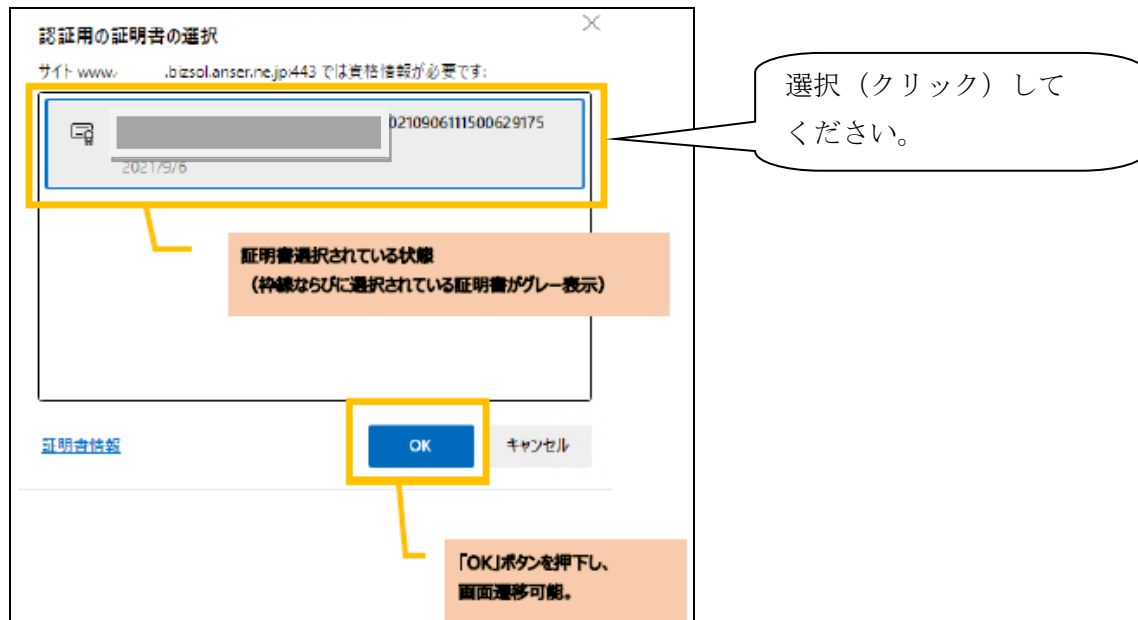 認証用の証明書の選択
サイト www. .bizsol.anser.ne.jp:443 では資格情報が必要です:
選択（クリック）して
ください。
0210906111500629175
2021/9/6
証明書選択されている状態
（枠線ならびに選択されている証明書がグレー表示）
証明書情報
OK
キャンセル
「OK」ボタンを押下し、
画面遷移可能。